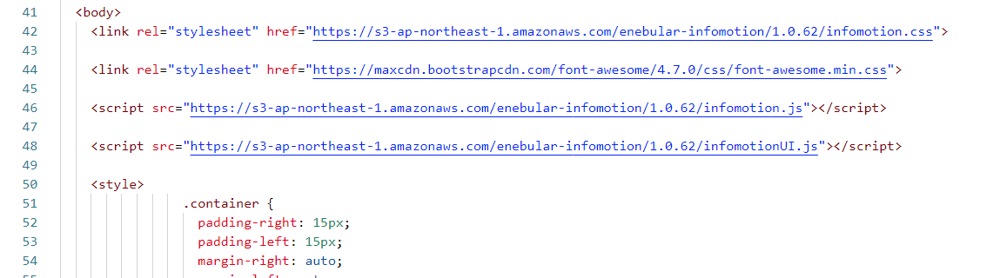 41 <body>
42 <link rel="stylesheet" href="https://s3-ap-northeast-1.amazonaws.com/enebular-infomotion/1.0.62/infomotion.css">
43
44 <link rel="stylesheet" href="https://maxcdn.bootstrapcdn.com/font-awesome/4.7.0/css/font-awesome.min.css">
45
46 <script src="https://s3-ap-northeast-1.amazonaws.com/enebular-infomotion/1.0.62/infomotion.js"></script>
47
48 <script src="https://s3-ap-northeast-1.amazonaws.com/enebular-infomotion/1.0.62/infomotionUI.js"></script>
49
50 <style>
51 .container {
52 padding-right: 15px;
53 padding-left: 15px;
54 margin-right: auto;